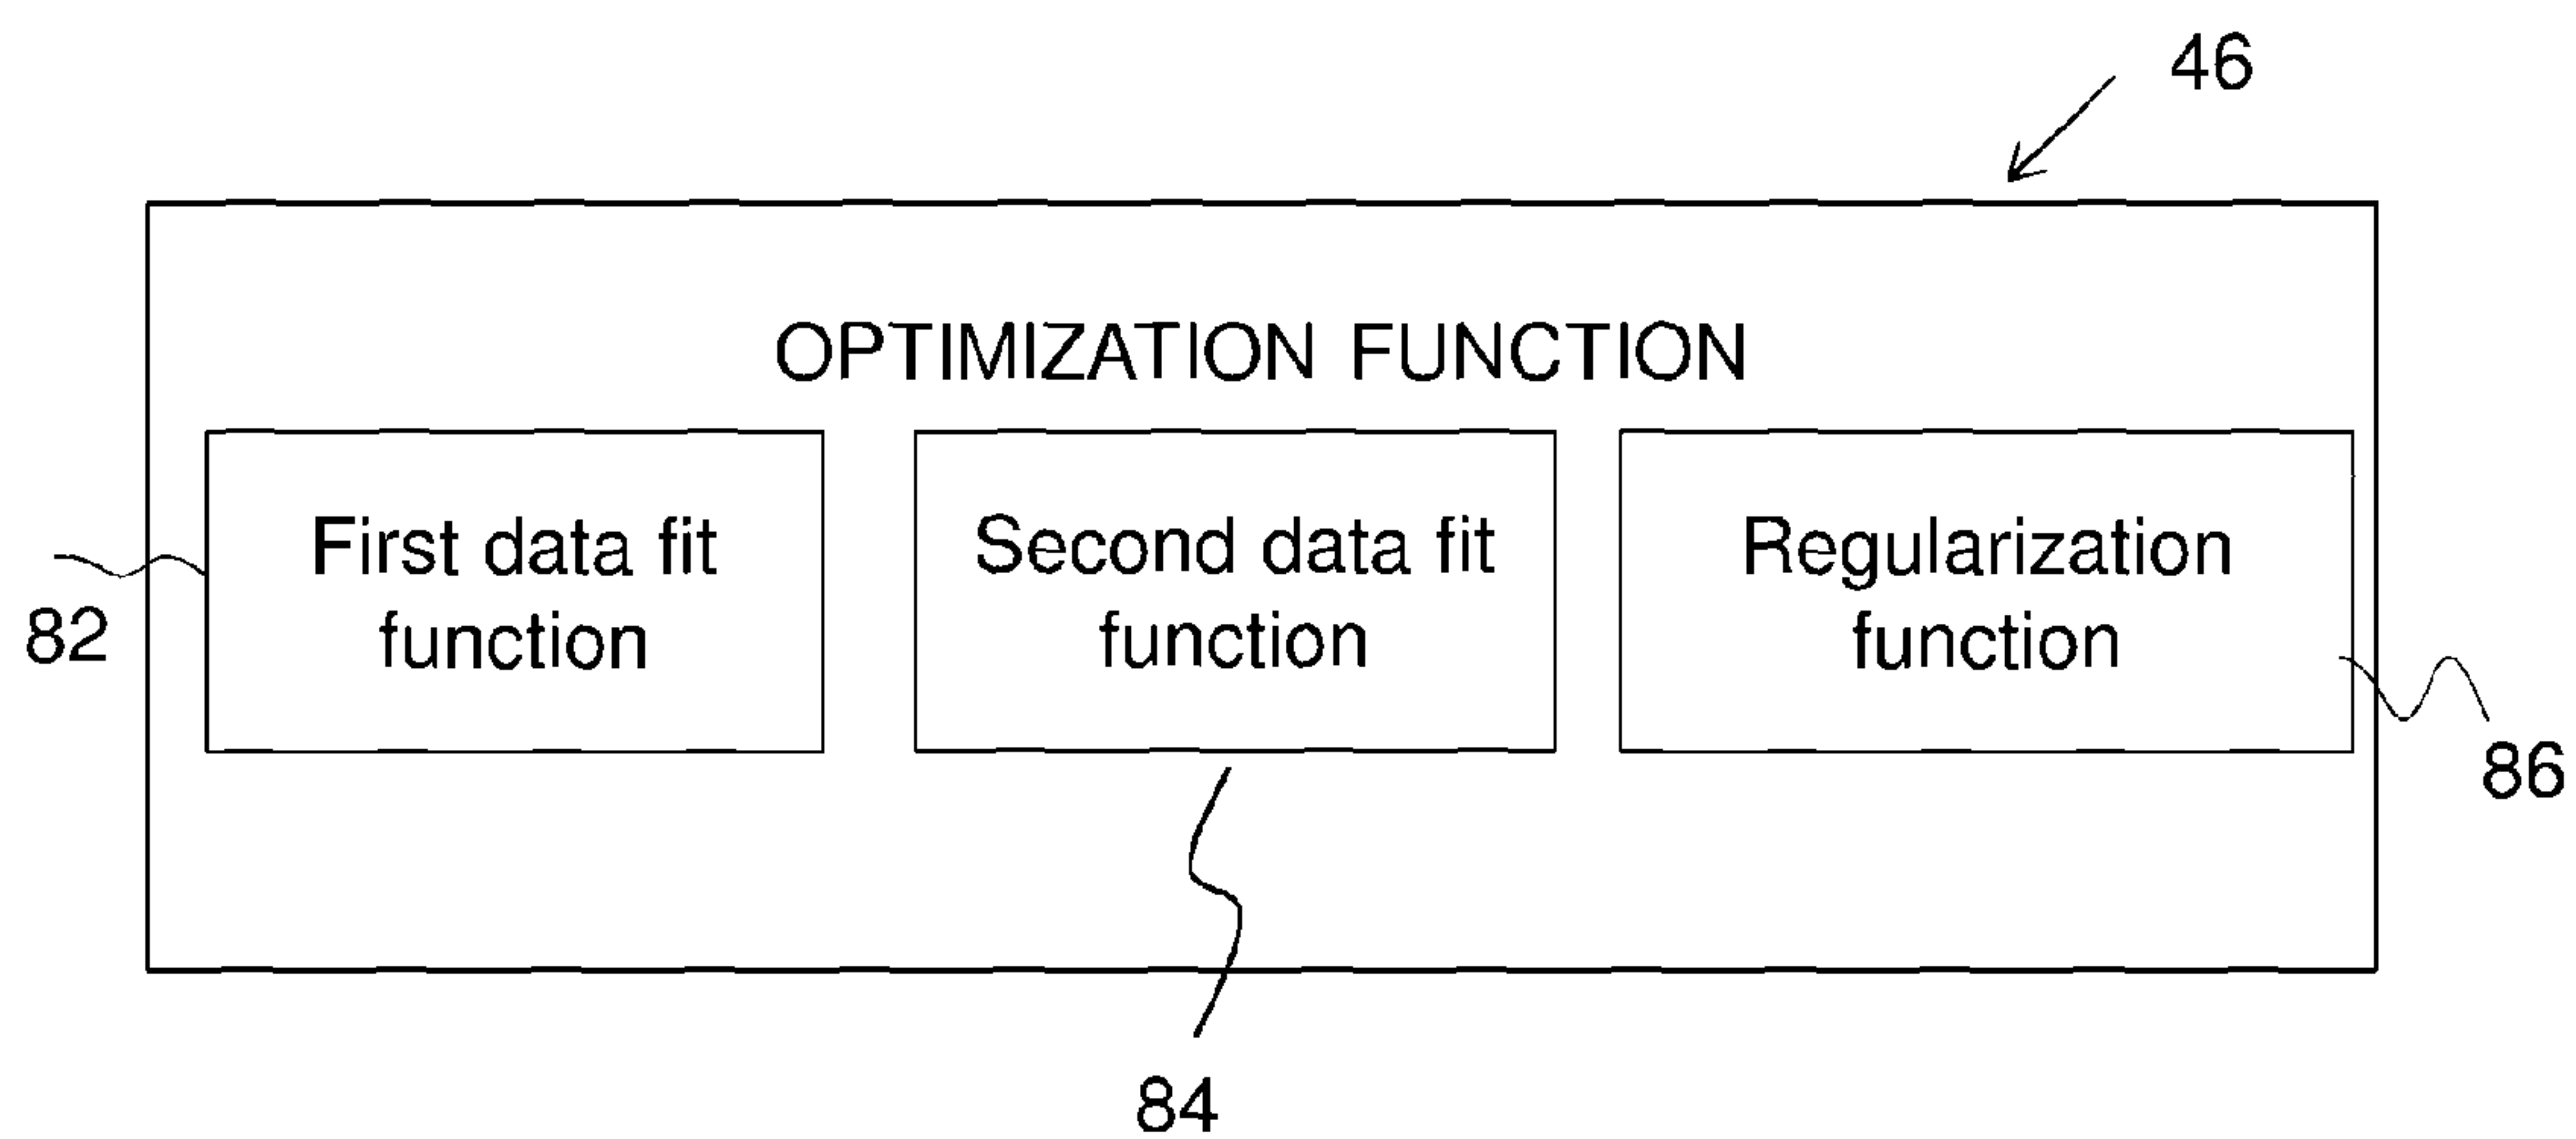 46
OPTIMIZATION FUNCTION
First data fit
function
Second data fit
function
Regularization
function
82
86
84